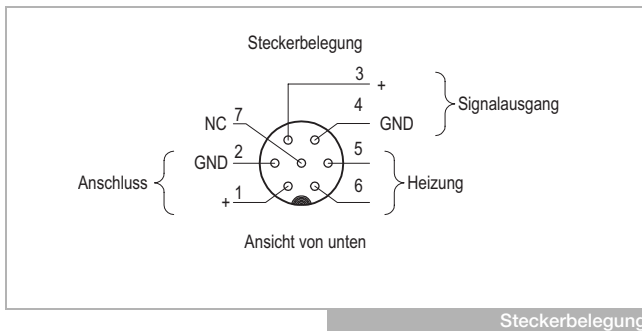 Steckerbelegung
3 +
4 GND
Signalausgang
NC 7
GND 2
5
Anschluss
Heizung
+ 1
6
Ansicht von unten
Steckerbelegung